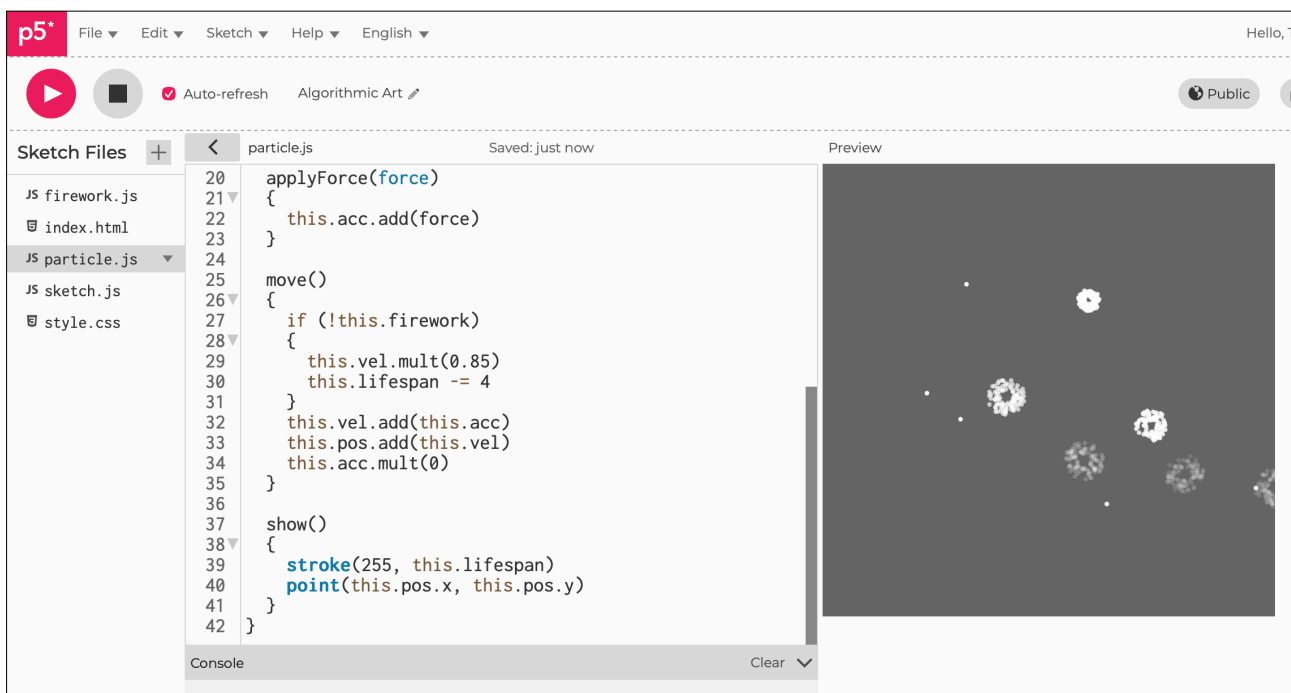 p5* File Edit Sketch Help English Hello,
Auto-refresh Algorithmic Art Public
Sketch Files + particle.js Saved: just now Preview
JS firework.js
index.html
JS particle.js
JS sketch.js
style.css
20 applyForce(force)
21 {
22 this.acc.add(force)
23 }
24
25 move()
26 {
27 if (!this.firework)
28 {
29 this.vel.mult(0.85)
30 this.lifespan -= 4
31 }
32 this.vel.add(this.acc)
33 this.pos.add(this.vel)
34 this.acc.mult(0)
35 }
36
37 show()
38 {
39 stroke(255, this.lifespan)
40 point(this.pos.x, this.pos.y)
41 }
42 }
Console Clear